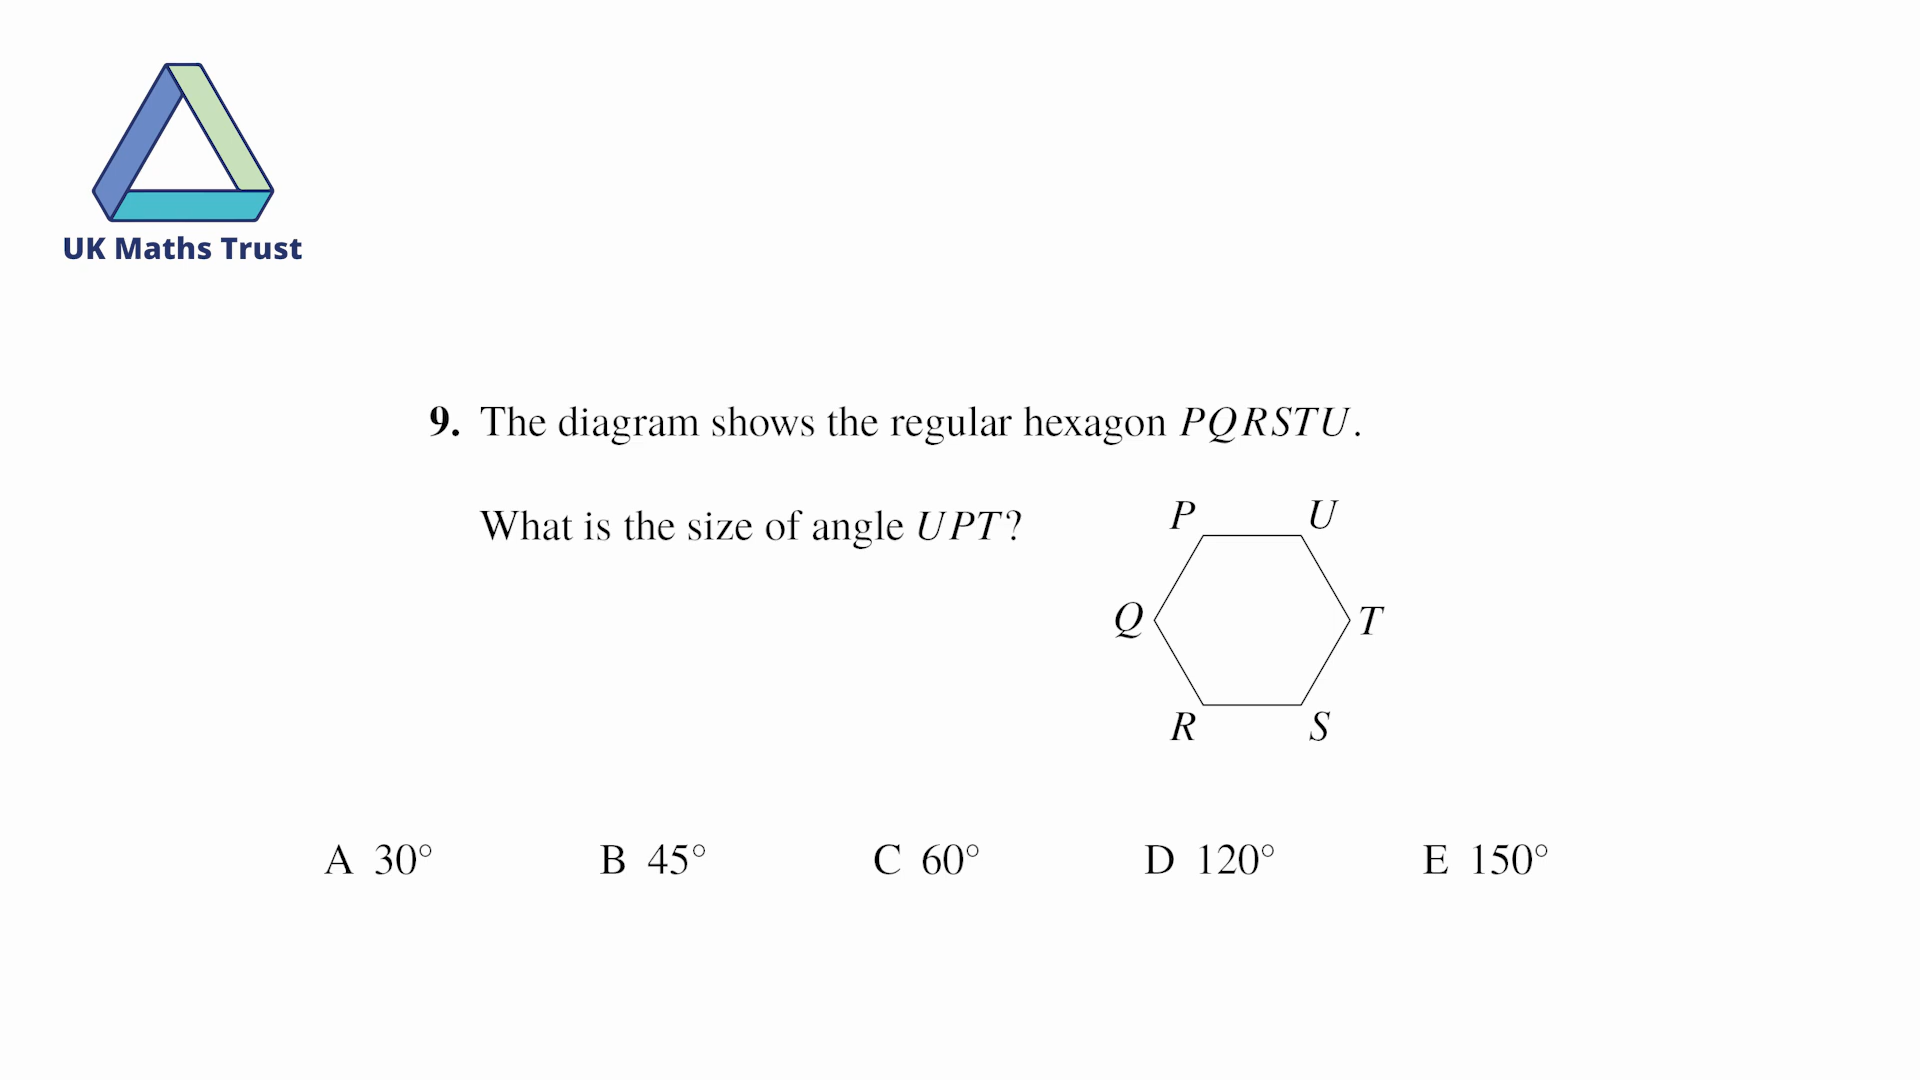 UK Maths Trust
9. The diagram shows the regular hexagon PQRSTU.
What is the size of angle UPT?
P U
Q T
R S
A 30° B 45° C 60° D 120° E 150°